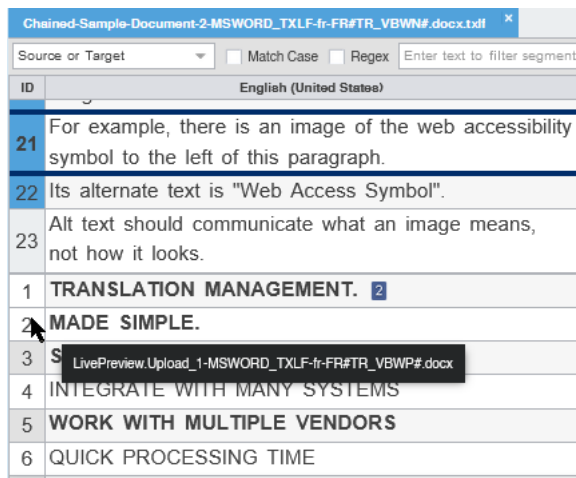 Chained-Sample-Document-2-MSWORD_TXLF-fr-FR#TR_VBWN#.docx.txlf ×
Source or Target Match Case Regex Enter text to filter segment
ID English (United States)
21 For example, there is an image of the web accessibility
symbol to the left of this paragraph.
22 Its alternate text is "Web Access Symbol".
23 Alt text should communicate what an image means,
not how it looks.
1 TRANSLATION MANAGEMENT. 2
2 MADE SIMPLE.
3 S
LivePreview.Upload_1-MSWORD_TXLF-fr-FR#TR_VBWP#.docx
4 INTEGRATE WITH MANY SYSTEMS
5 WORK WITH MULTIPLE VENDORS
6 QUICK PROCESSING TIME